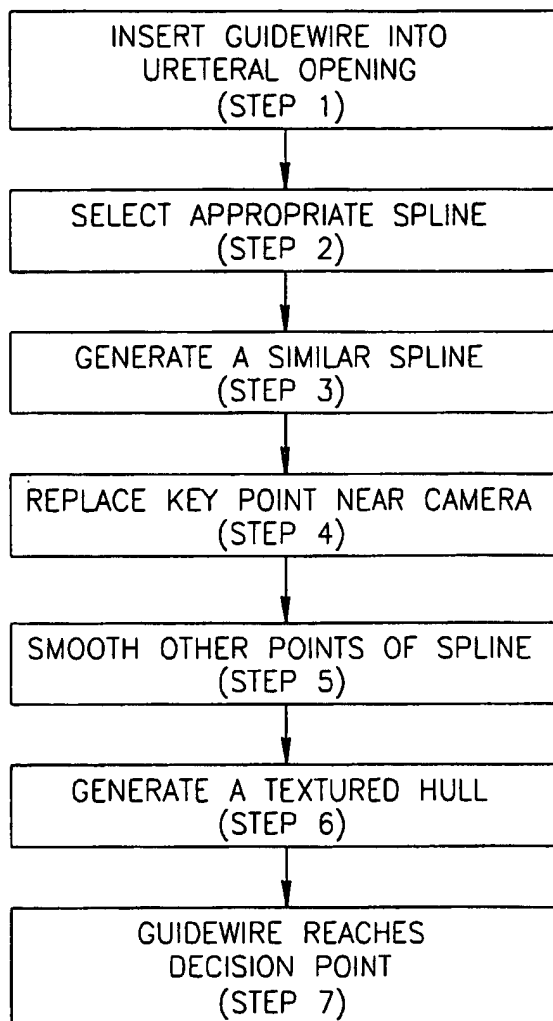 INSERT GUIDEWIRE INTO
URETERAL OPENING
(STEP 1)
SELECT APPROPRIATE SPLINE
(STEP 2)
GENERATE A SIMILAR SPLINE
(STEP 3)
REPLACE KEY POINT NEAR CAMERA
(STEP 4)
SMOOTH OTHER POINTS OF SPLINE
(STEP 5)
GENERATE A TEXTURED HULL
(STEP 6)
GUIDEWIRE REACHES
DECISION POINT
(STEP 7)